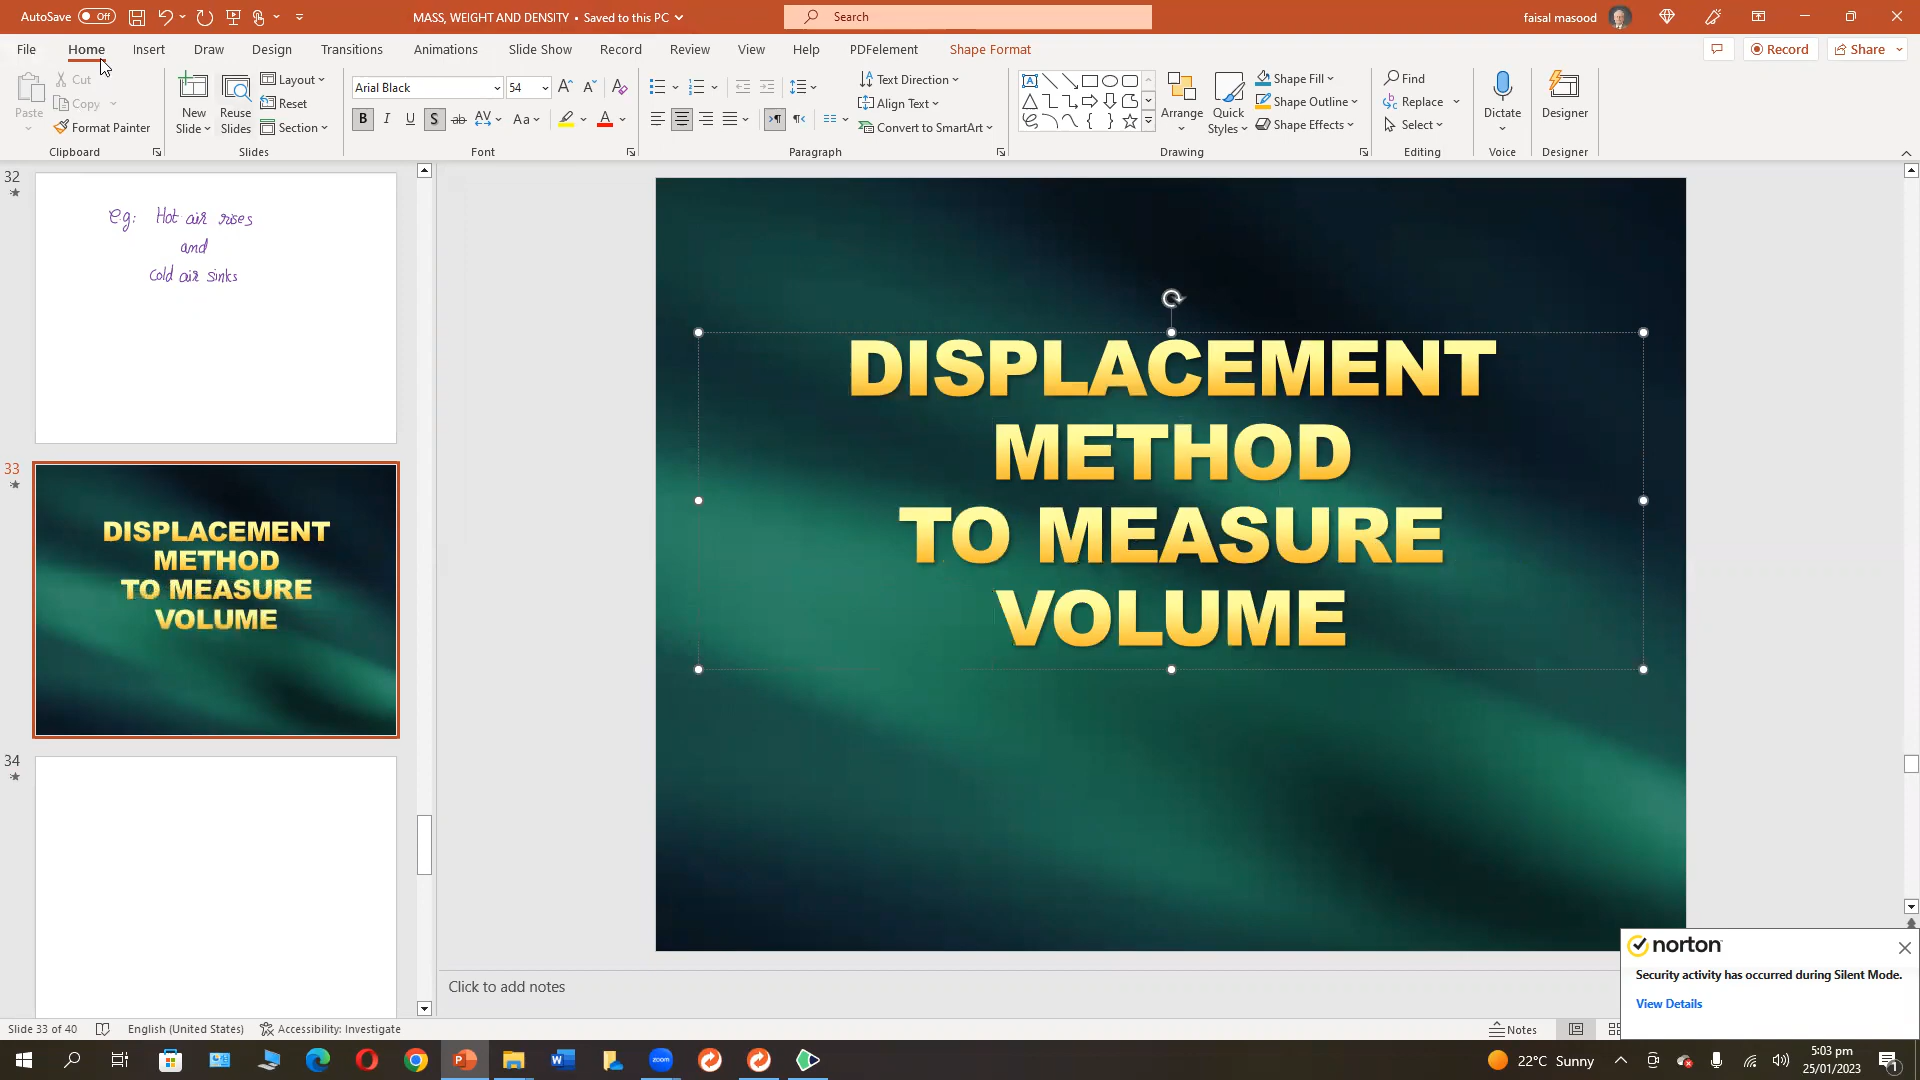 AutoSave Off MASS, WEIGHT AND DENSITY • Saved to this PC Search faisal masood
File Home Insert Draw Design Transitions Animations Slide Show Record Review View Help PDFelement Shape Format Record Share
Paste Cut Copy Format Painter
Clipboard
New Slide Reuse Slides Layout Reset Section
Slides
Arial Black 54
B I U S ab AV Aa A
Font
Text Direction Align Text Convert to SmartArt
Paragraph
Arrange Quick Styles Shape Fill Shape Outline Shape Effects
Drawing
Find Replace Select
Editing
Dictate
Voice
Designer
Designer
32
e.g: Hot air rises
and
Cold air sinks
33
DISPLACEMENT
METHOD
TO MEASURE
VOLUME
34
DISPLACEMENT
METHOD
TO MEASURE
VOLUME
Click to add notes
norton
Security activity has occurred during Silent Mode.
View Details
Slide 33 of 40 English (United States) Accessibility: Investigate Notes
zoom
22°C Sunny
5:03 pm
25/01/2023
1